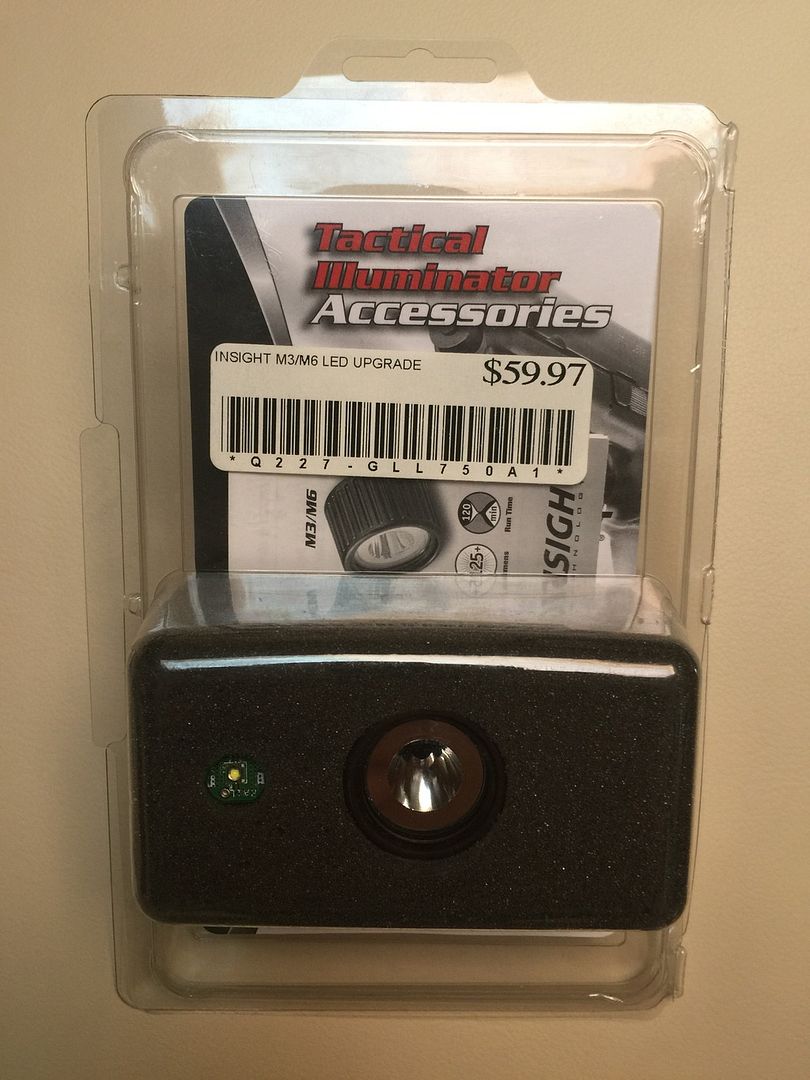 Tactical
Illuminator
Accessories
INSIGHT M3/M6 LED UPGRADE
$59.97
*Q227-GLL750A1*
M3/M6
120
min
Run Time